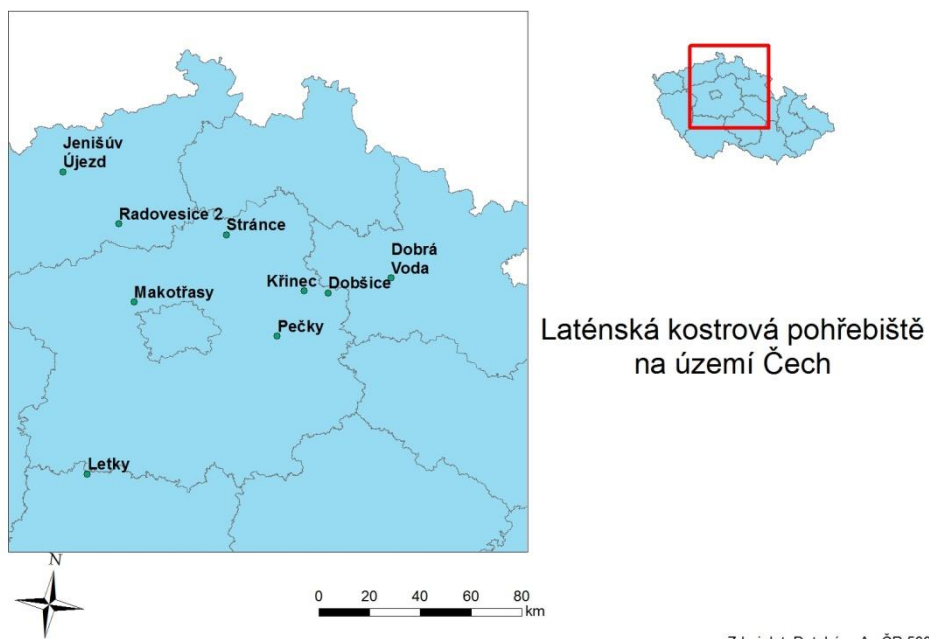 Jenišův
Újezd
Radovesice 2
Stránce
Dobrá
Voda
Křinec
Dobšice
Makotřasy
Pečky
Letky
Laténská kostrová pohřebiště
na území Čech
N
0 20 40 60 80
km